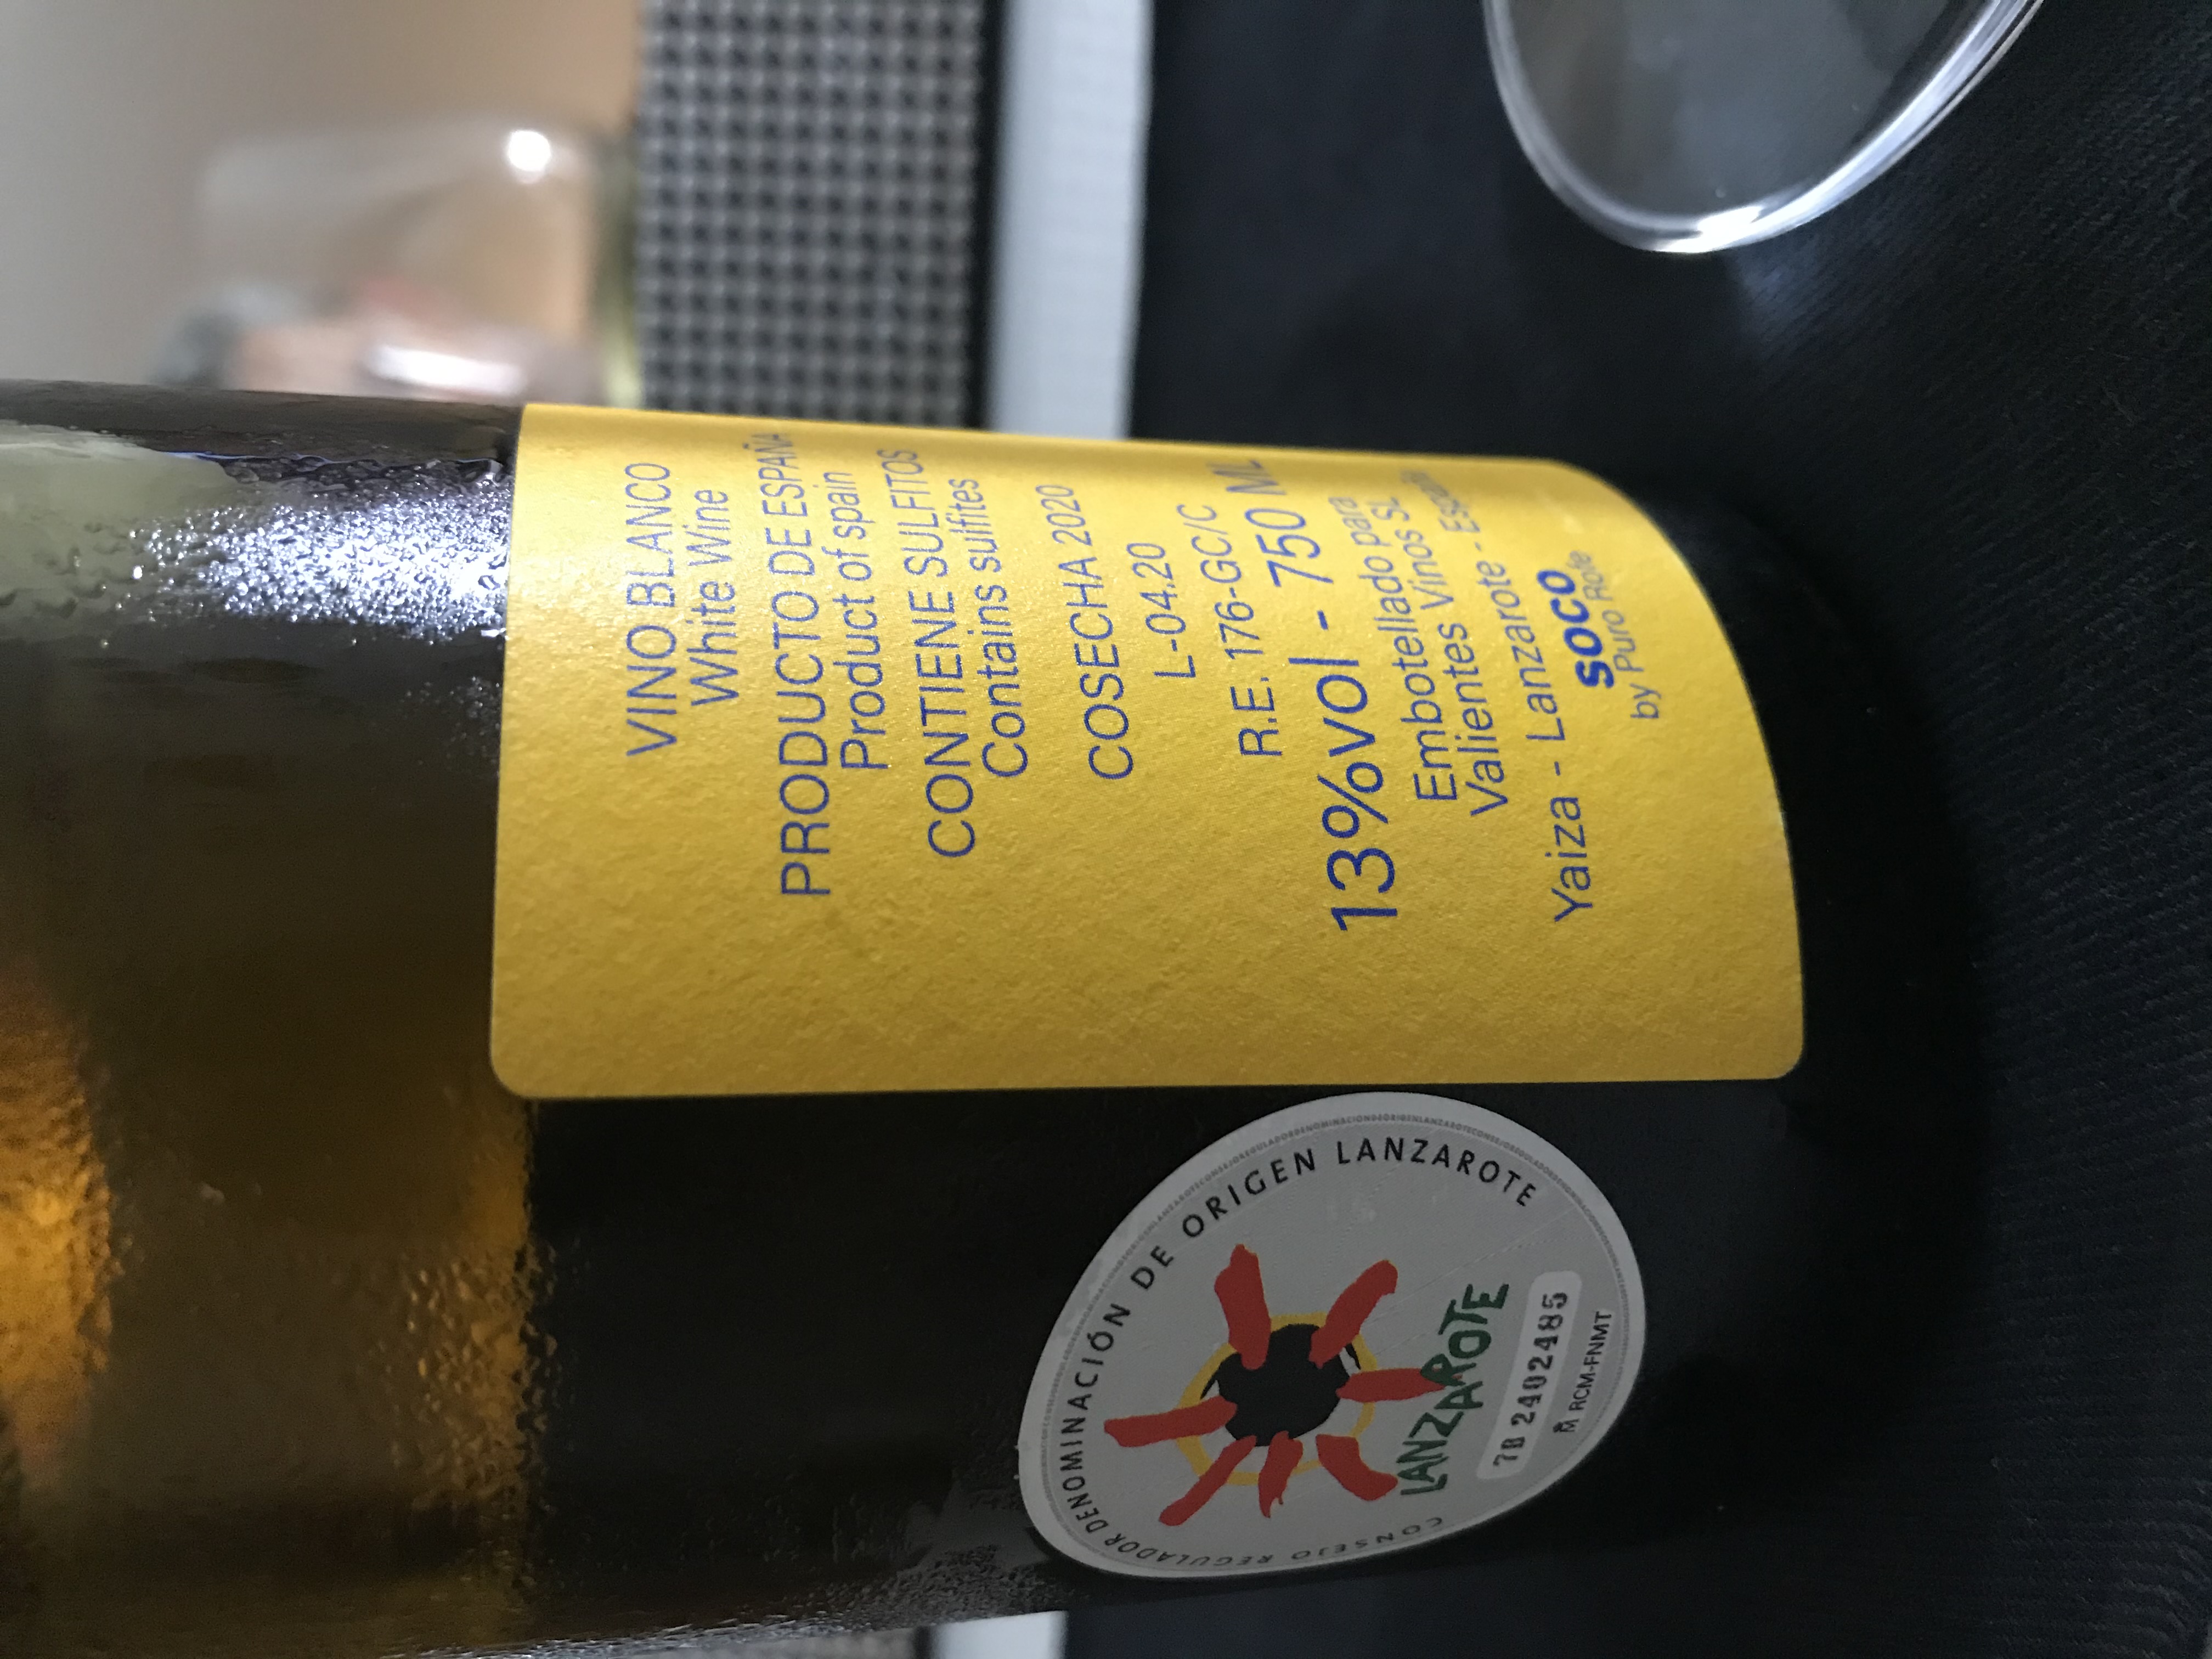 VINO BLANCO
White Wine
PRODUCTO DE ESPAÑA
Product of spain
CONTIENE SULFITOS
Contains sulfites
COSECHA 2020
L-04.20
R.E. 176-GC/C
13%vol - 750 ML
Embotellado para
Valientes Vinos SL
Yaiza - Lanzarote - España
soco
by Puro Rofe
CONSEJO REGULADOR DENOMINACIÓN DE ORIGEN LANZAROTE
LANZAROTE
7B 2402485
RCM-FNMT